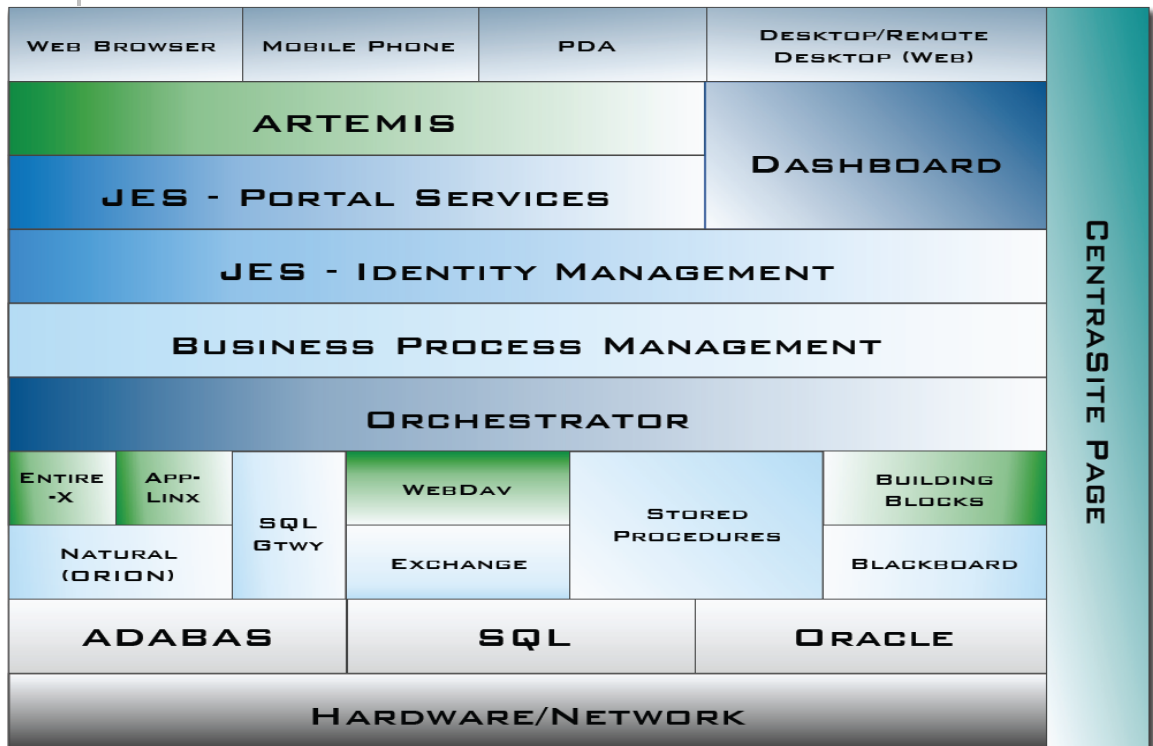 Web Browser
Mobile Phone
PDA
Desktop/Remote
Desktop (Web)
ARTEMIS
Dashboard
JES - Portal Services
JES - Identity Management
Business Process Management
Orchestrator
Entire
-X
App-
Linx
SQL
Gtwy
WebDav
Stored
Procedures
Building
Blocks
Natural
(Orion)
Exchange
Blackboard
ADABAS
SQL
Oracle
Hardware/Network
CentraSite Page